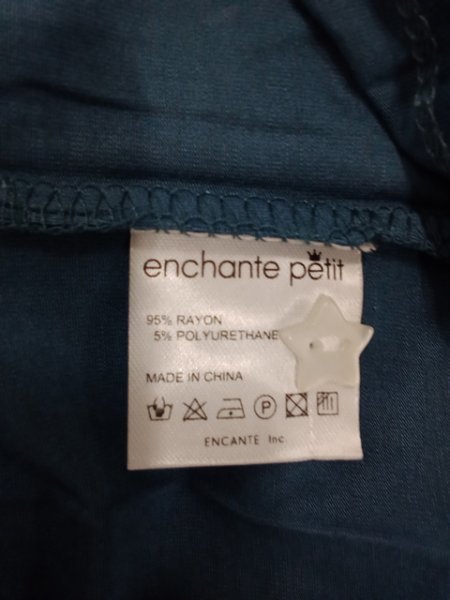 enchante petit
95% RAYON
5% POLYURETHANE
MADE IN CHINA
P
ENCANTE Inc